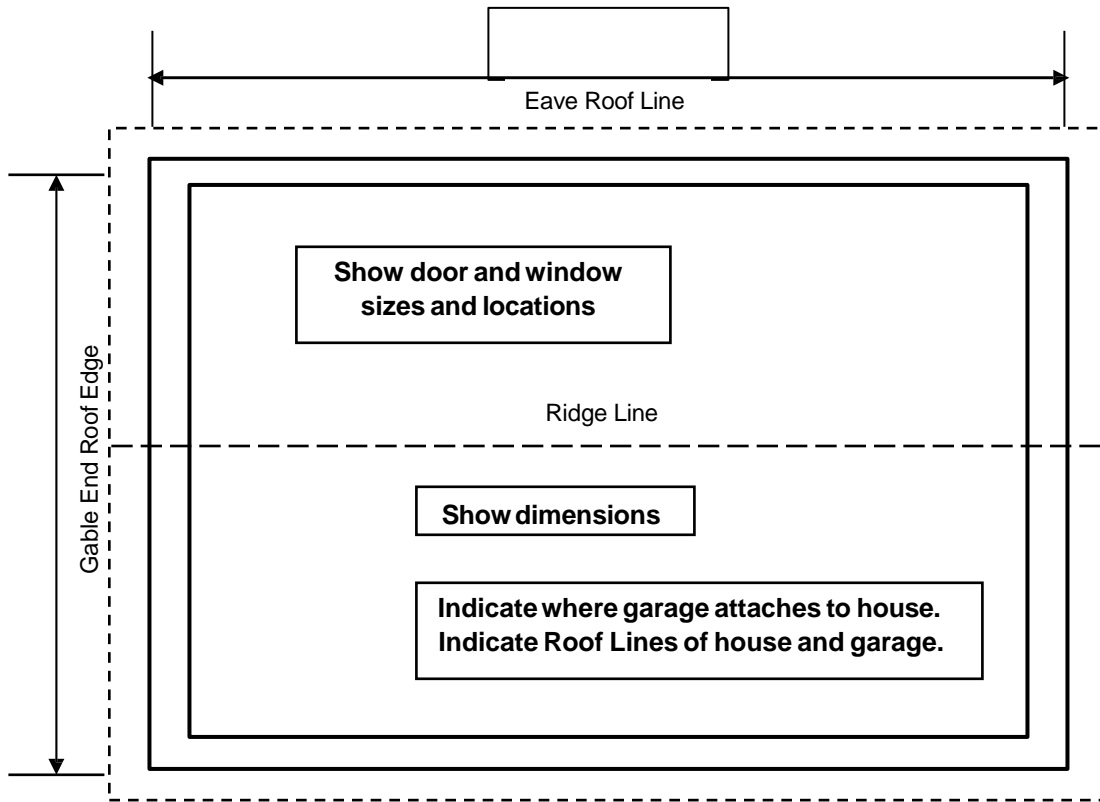 Eave Roof Line
Gable End Roof Edge
Show door and window
sizes and locations
Ridge Line
Show dimensions
Indicate where garage attaches to house.
Indicate Roof Lines of house and garage.